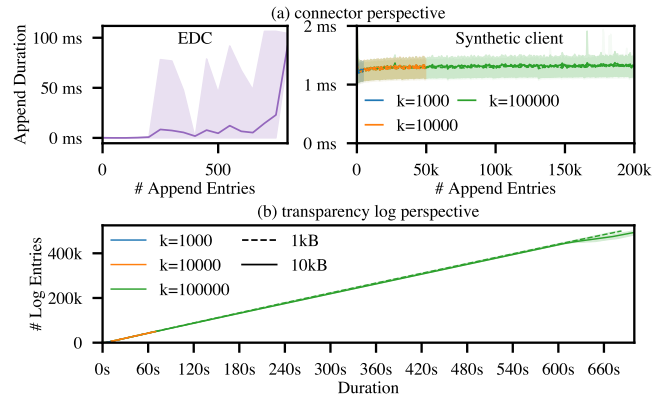 (a) connector perspective
Append Duration
100 ms
50 ms
0 ms
EDC
0
500
# Append Entries
2 ms
1 ms
0 ms
Synthetic client
k=1000
k=100000
k=10000
0
50k
100k
150k
200k
# Append Entries
(b) transparency log perspective
# Log Entries
400k
200k
0
k=1000
1kB
k=10000
10kB
k=100000
0s
60s
120s
180s
240s
300s
360s
420s
480s
540s
600s
660s
Duration